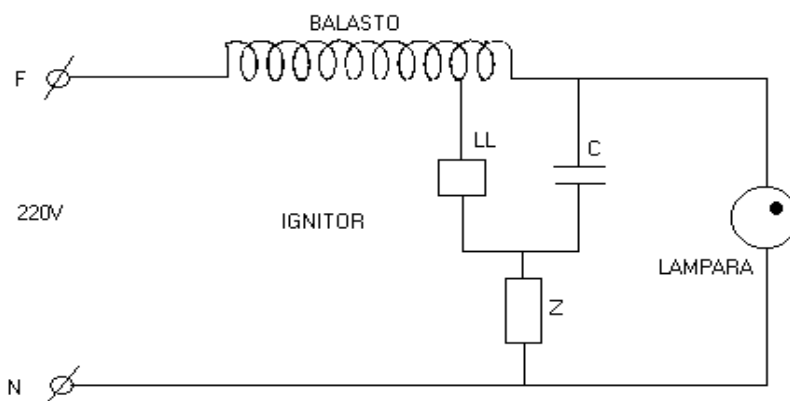 BALASTO
F
LL
C
220V
IGNITOR
LAMPARA
Z
N